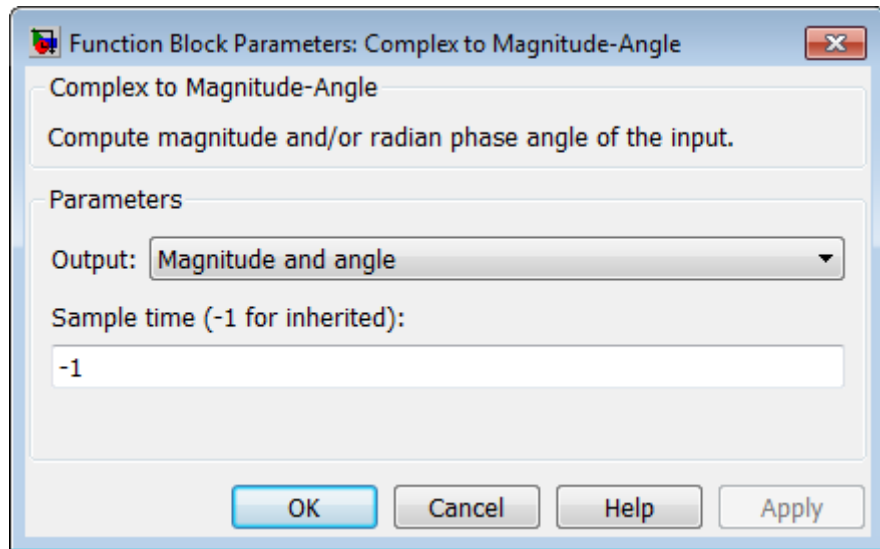 Function Block Parameters: Complex to Magnitude-Angle
Complex to Magnitude-Angle
Compute magnitude and/or radian phase angle of the input.
Parameters
Output: Magnitude and angle
Sample time (-1 for inherited):
-1
OK Cancel Help Apply